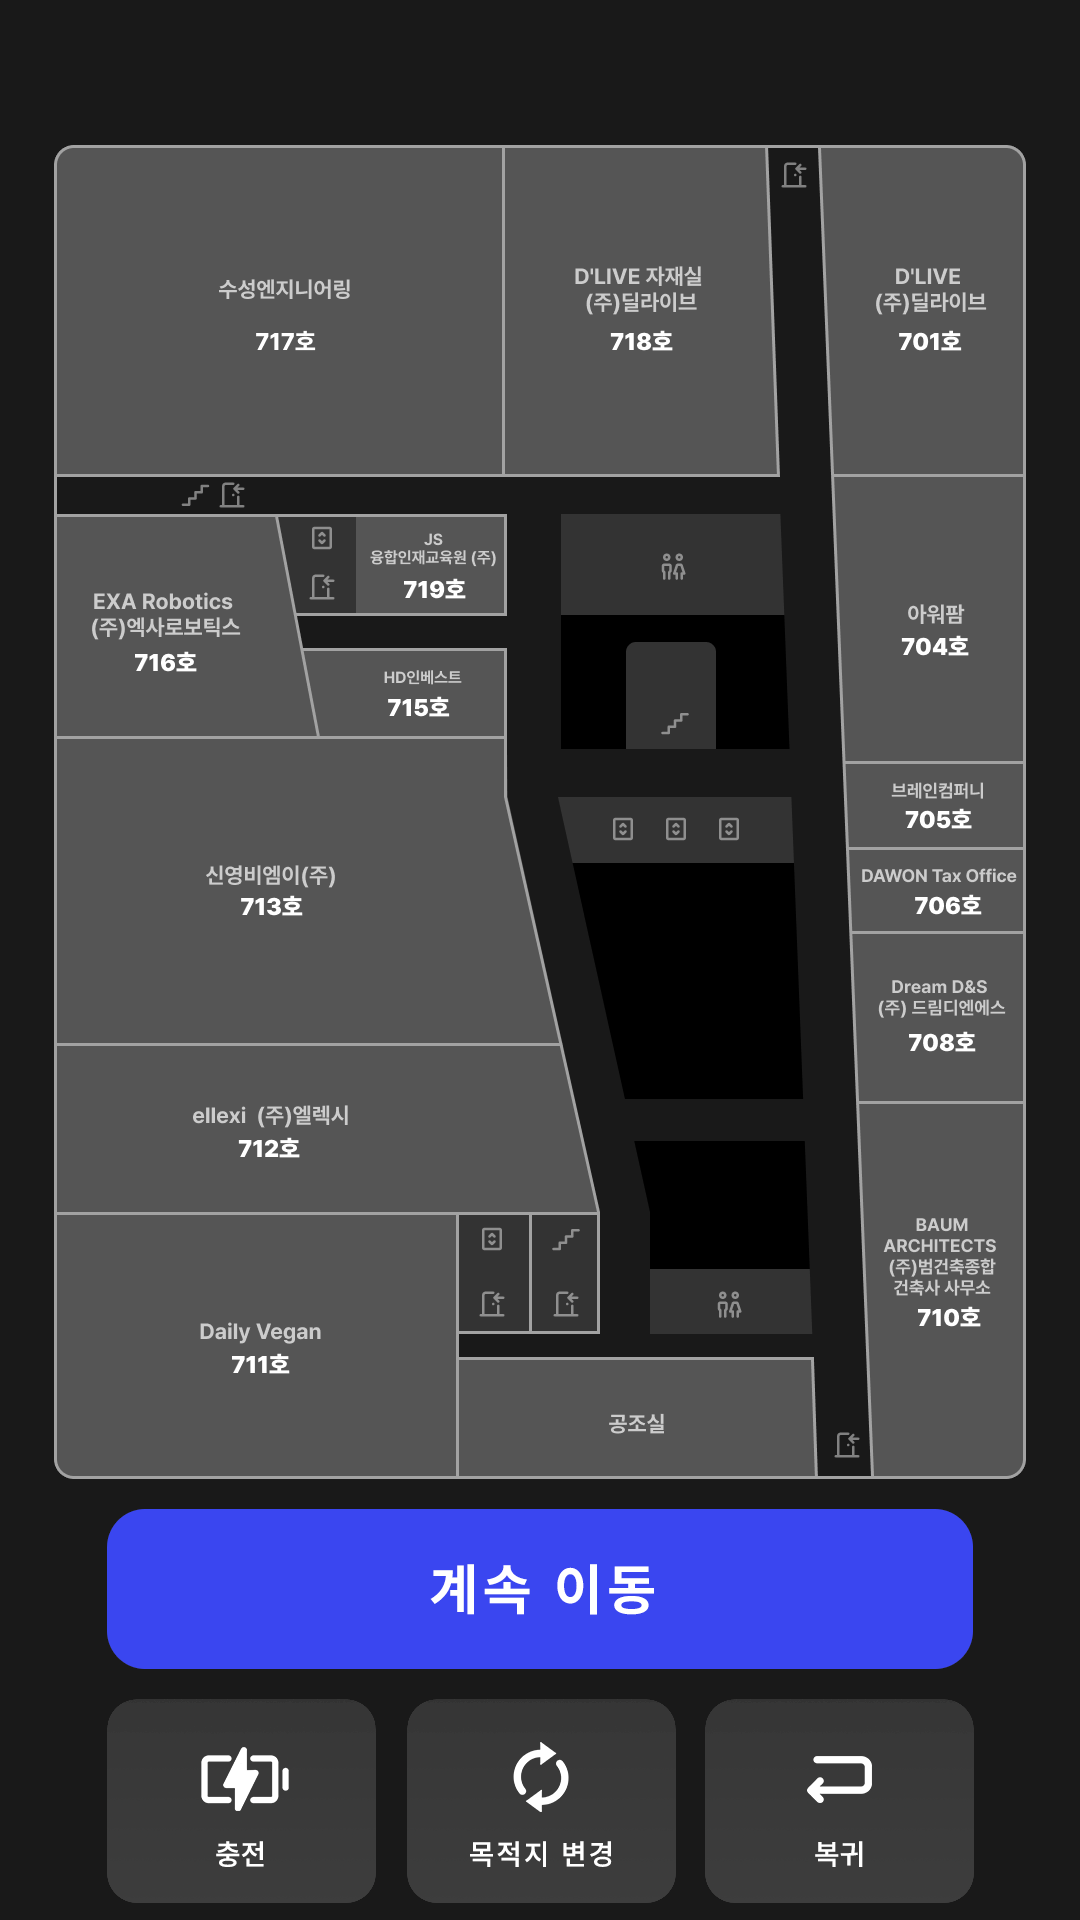 수성엔지니어링
717호
D'LIVE 자재실
(주)딜라이브
718호
D'LIVE
(주)딜라이브
701호
EXA Robotics
(주)엑사로보틱스
716호
JS
융합인재교육원 (주)
719호
HD인베스트
715호
아워팜
704호
브레인컴퍼니
705호
DAWON Tax Office
706호
신영비엠이(주)
713호
Dream D&S
(주) 드림디엔에스
708호
ellexi (주)엘렉시
712호
BAUM
ARCHITECTS
(주)범건축종합
건축사 사무소
710호
Daily Vegan
711호
공조실
계속 이동
충전
목적지 변경
복귀